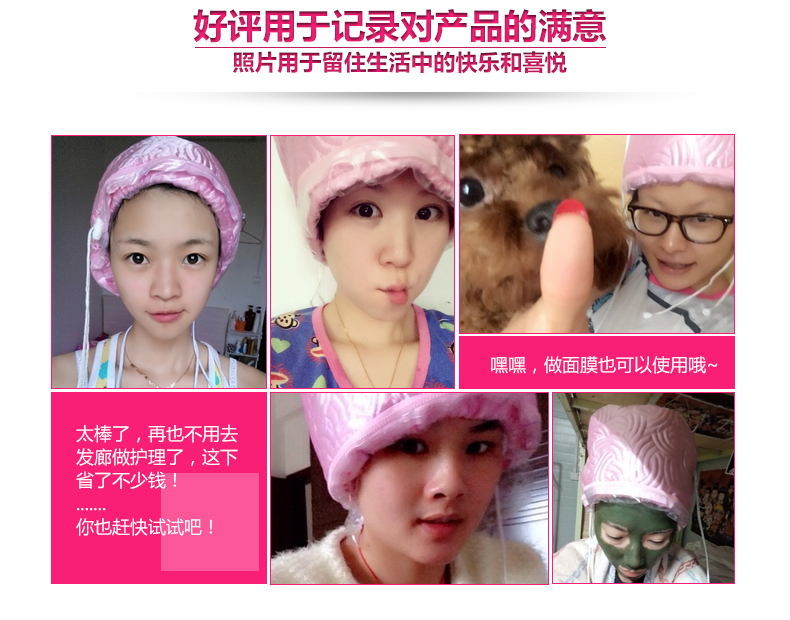 好评用于记录对产品的满意
照片用于留住生活中的快乐和喜悦
嘿嘿，做面膜也可以使用哦~
太棒了，再也不用去
发廊做护理了，这下
省了不少钱！
.......
你也赶快试试吧！